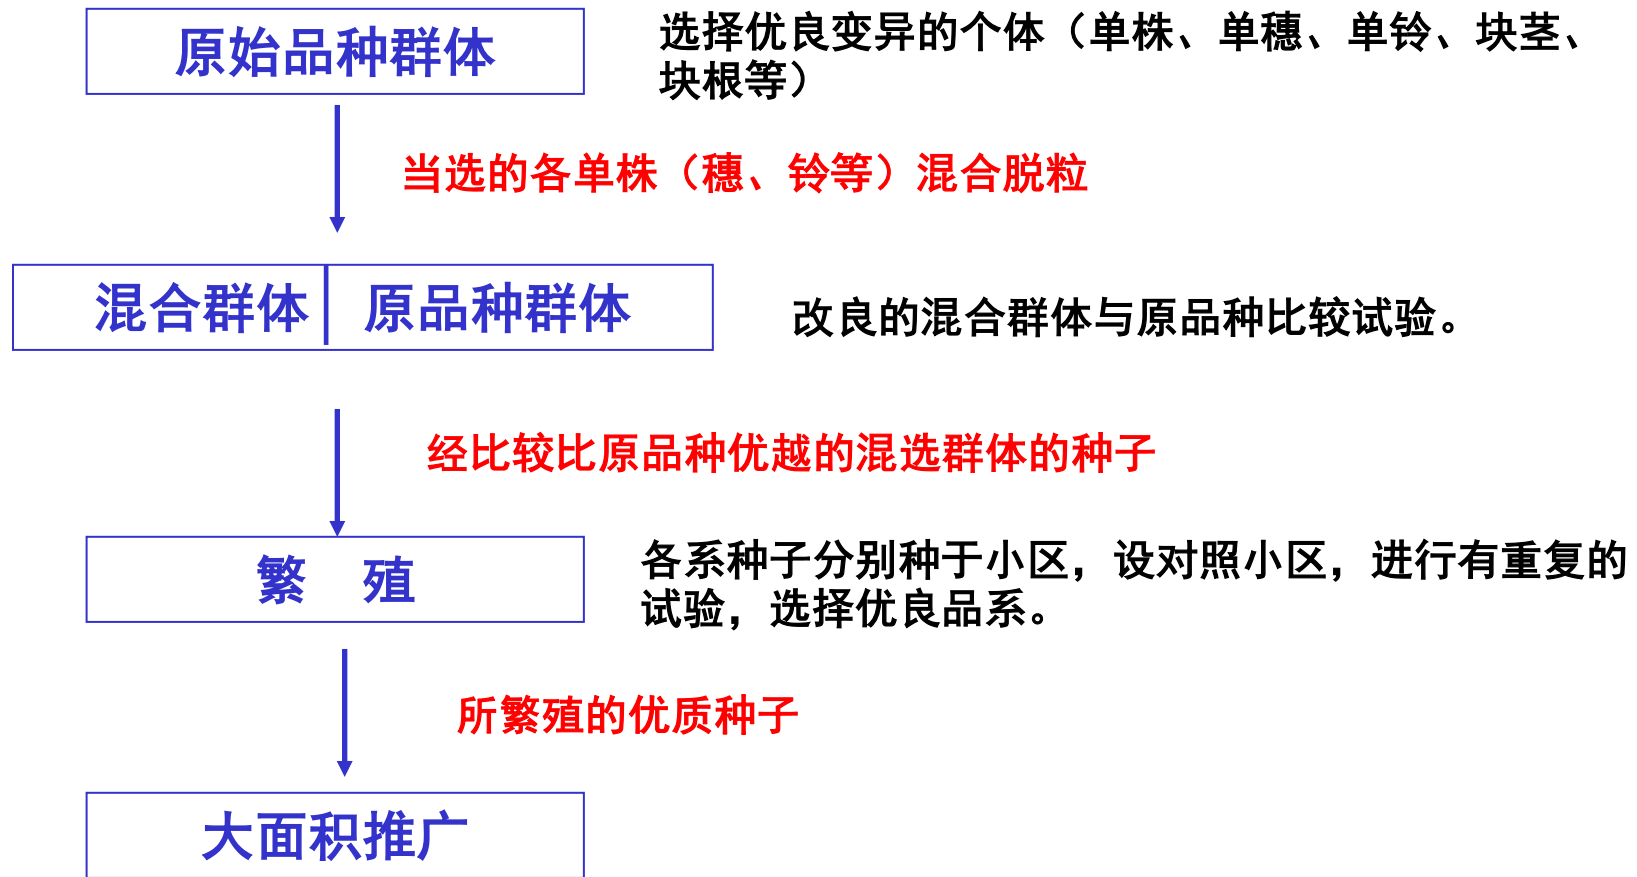 原始品种群体
选择优良变异的个体（单株、单穗、单铃、块茎、
块根等）
当选的各单株（穗、铃等）混合脱粒
混合群体 原品种群体
改良的混合群体与原品种比较试验。
经比较比原品种优越的混选群体的种子
繁 殖
各系种子分别种于小区，设对照小区，进行有重复的
试验，选择优良品系。
所繁殖的优质种子
大面积推广